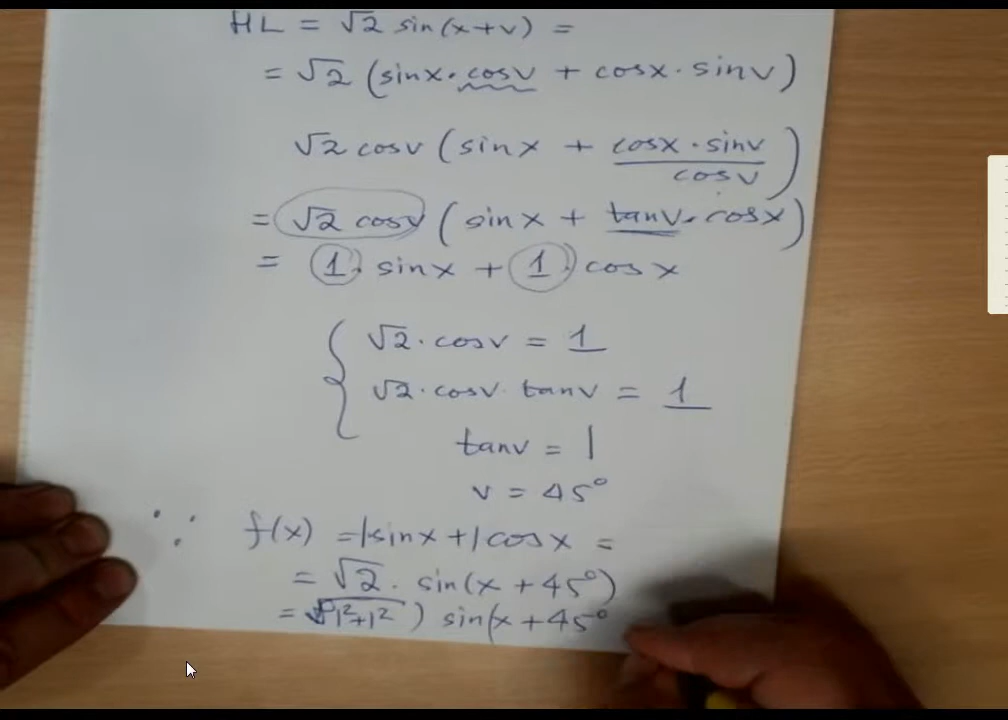 HL = √2 sin(x+v) =
= √2 (sinx·cosv + cosx·sinv)
√2 cosv (sinx + cosx·sinv / cosv)
= √2 cosv (sinx + tanv·cosx)
= 1· sinx + 1· cosx
√2·cosv = 1
√2·cosv·tanv = 1
tanv = 1
v = 45°
∵ f(x) = 1sinx + 1cosx =
= √2 · sin(x + 45°)
= √1²+1² ) sin(x + 45°